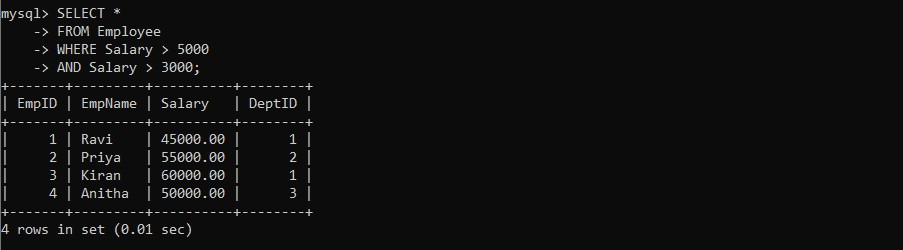 mysql> SELECT *
    -> FROM Employee
    -> WHERE Salary > 5000
    -> AND Salary > 3000;
+-------+---------+----------+--------+
| EmpID | EmpName | Salary   | DeptID |
+-------+---------+----------+--------+
|     1 | Ravi    | 45000.00 |      1 |
|     2 | Priya   | 55000.00 |      2 |
|     3 | Kiran   | 60000.00 |      1 |
|     4 | Anitha  | 50000.00 |      3 |
+-------+---------+----------+--------+
4 rows in set (0.01 sec)